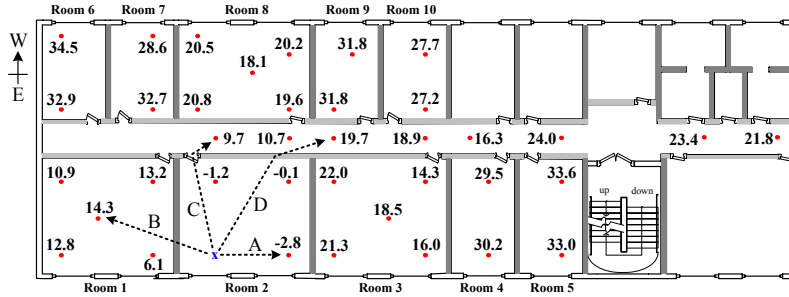 Room 6 Room 7 Room 8 Room 9 Room 10
W
E
34.5 28.6 20.5 20.2 31.8 27.7
18.1
32.9 32.7 20.8 19.6 31.8 27.2
9.7 10.7 19.7 18.9 16.3 24.0 23.4 21.8
10.9 13.2 -1.2 -0.1 22.0 14.3 29.5 33.6
up down
14.3 B C D 18.5
A
12.8 6.1 x -2.8 21.3 16.0 30.2 33.0
Room 1 Room 2 Room 3 Room 4 Room 5